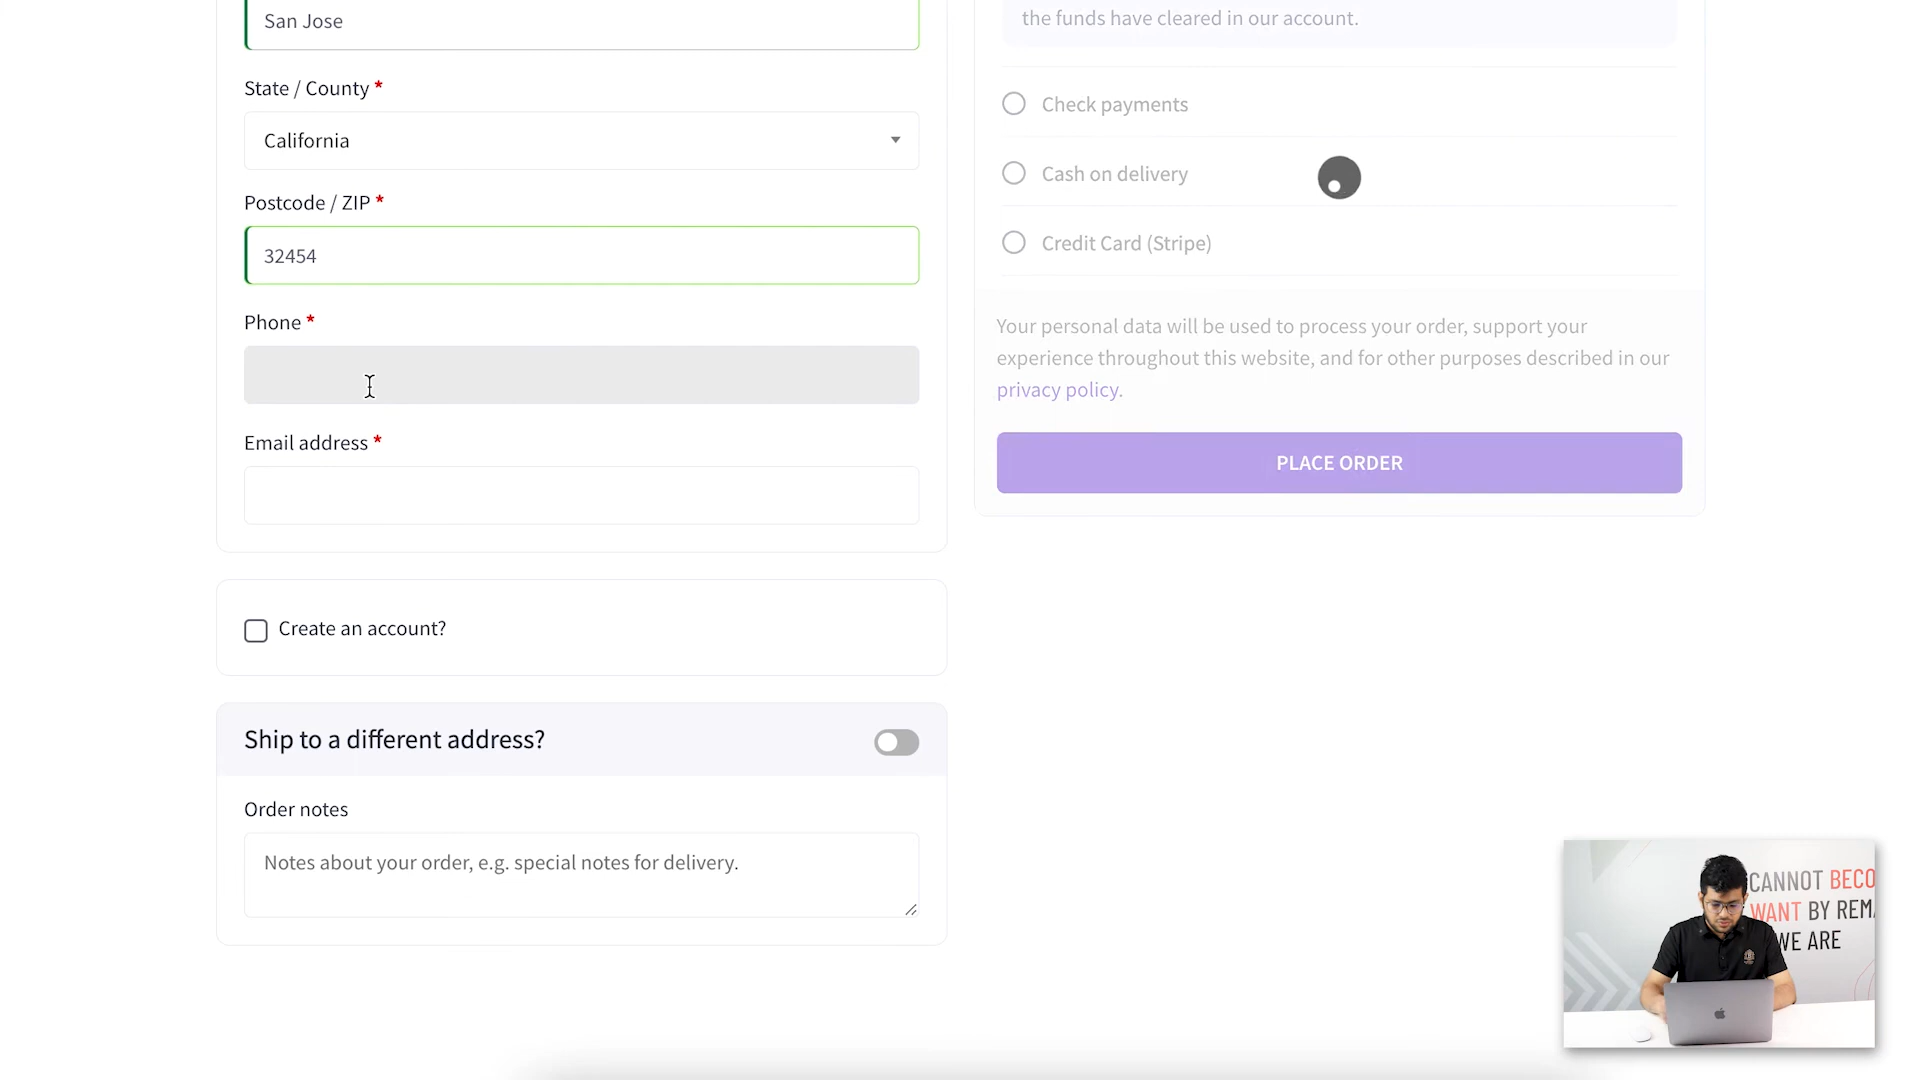 San Jose
State / County *
California
Postcode / ZIP *
32454
Phone *
Email address *
Create an account?
Ship to a different address?
Order notes
Notes about your order, e.g. special notes for delivery.
the funds have cleared in our account.
Check payments
Cash on delivery
Credit Card (Stripe)
Your personal data will be used to process your order, support your
experience throughout this website, and for other purposes described in our
privacy policy.
PLACE ORDER
CANNOT BECO
WANT BY REMA
WE ARE